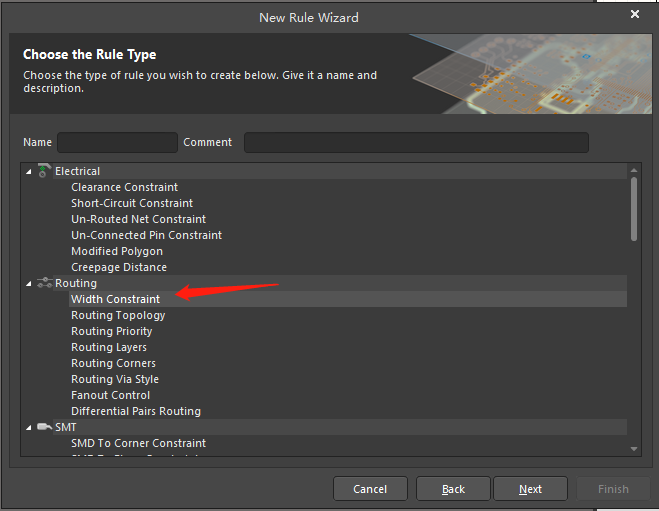 New Rule Wizard
Choose the Rule Type
Choose the type of rule you wish to create below. Give it a name and
description.
Name Comment
Electrical
Clearance Constraint
Short-Circuit Constraint
Un-Routed Net Constraint
Un-Connected Pin Constraint
Modified Polygon
Creepage Distance
Routing
Width Constraint
Routing Topology
Routing Priority
Routing Layers
Routing Corners
Routing Via Style
Fanout Control
Differential Pairs Routing
SMT
SMD To Corner Constraint
Cancel Back Next Finish